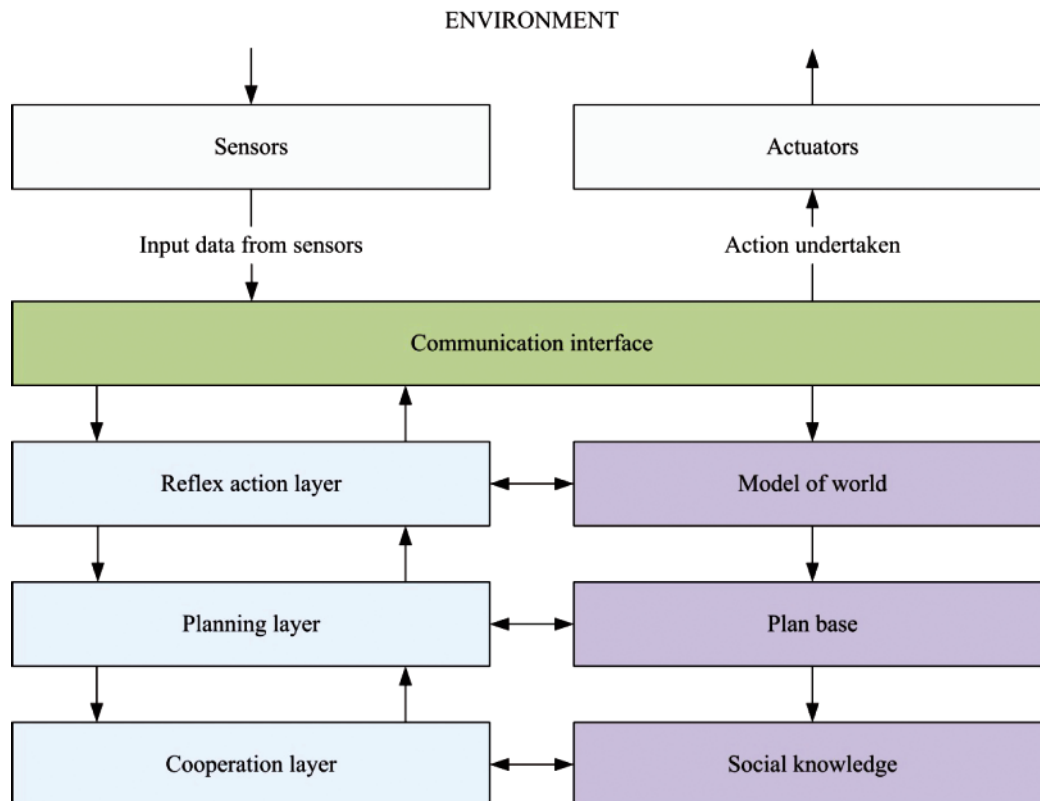 ENVIRONMENT
Sensors
Actuators
Input data from sensors
Action undertaken
Communication interface
Reflex action layer
Model of world
Planning layer
Plan base
Cooperation layer
Social knowledge